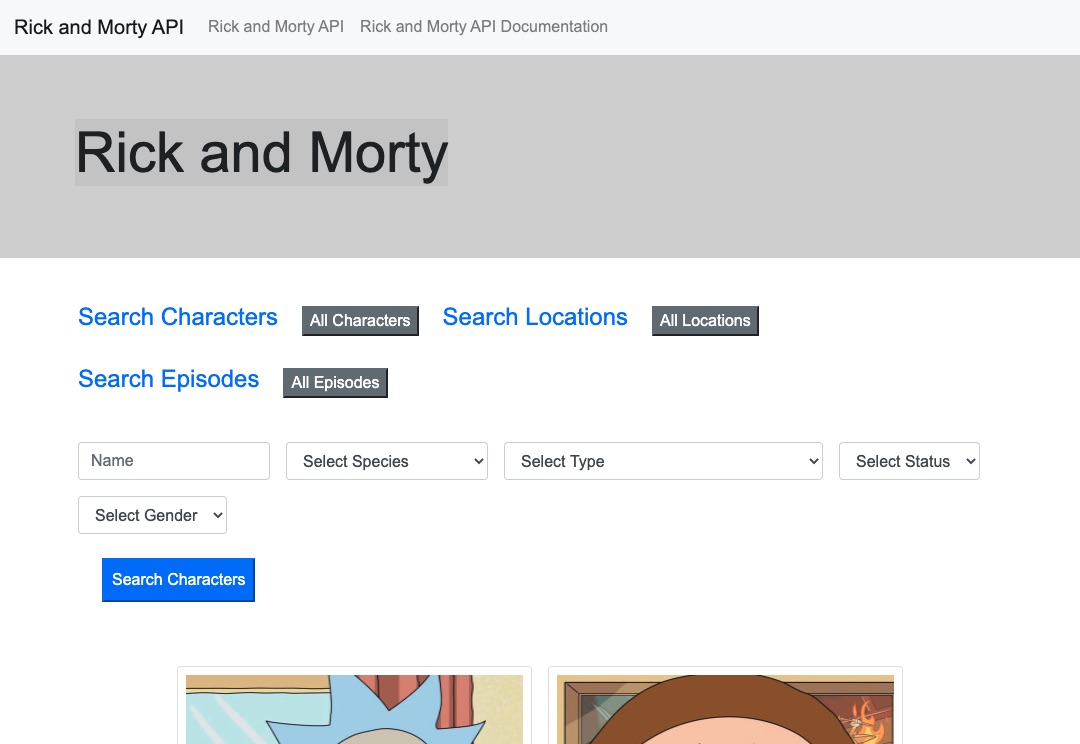 Rick and Morty API Rick and Morty API Rick and Morty API Documentation
Rick and Morty
Search Characters All Characters Search Locations All Locations
Search Episodes All Episodes
Name Select Species Select Type Select Status
Select Gender
Search Characters